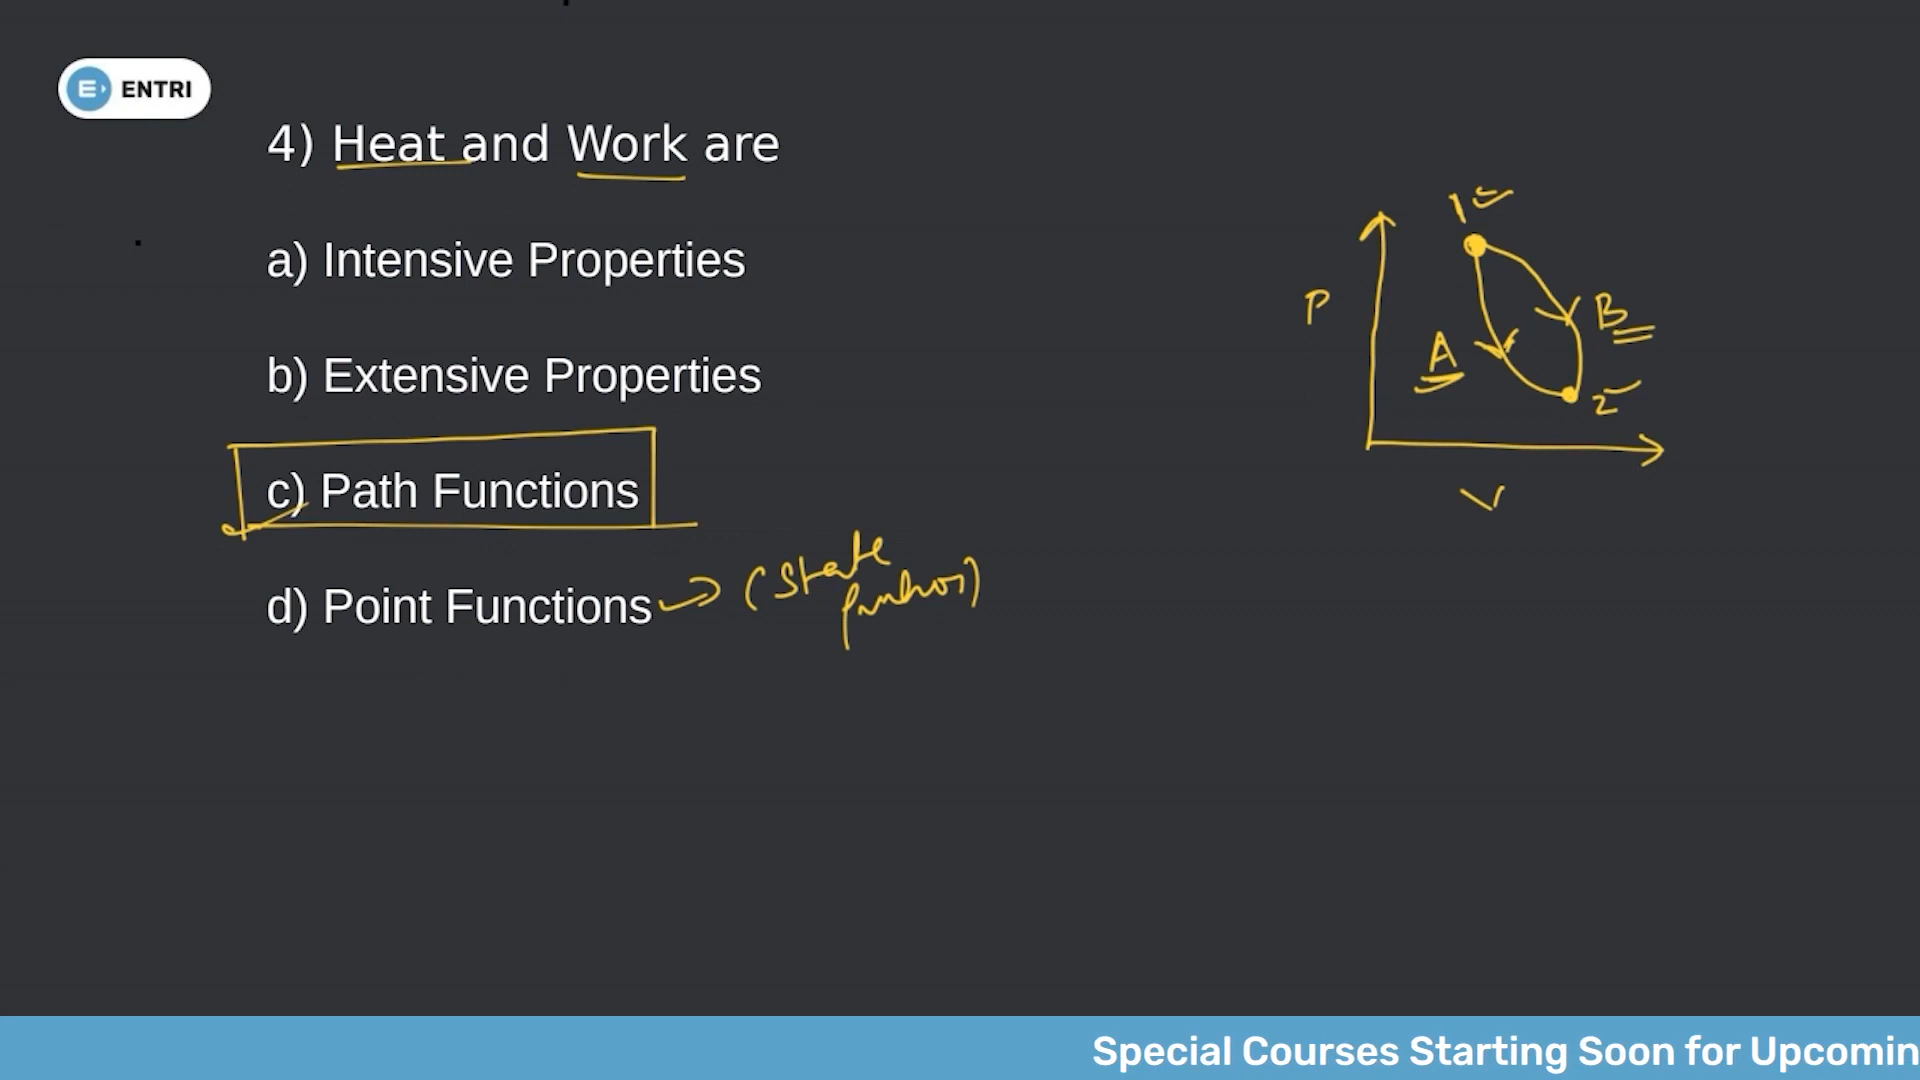 ENTRI
4) Heat and Work are
a) Intensive Properties
b) Extensive Properties
c) Path Functions
d) Point Functions → (State
function)
1
P
B
A
2
V
Special Courses Starting Soon for Upcomin